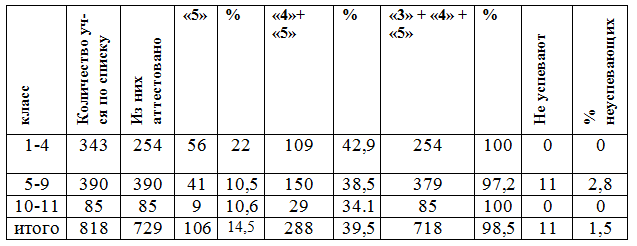 класс Количество уч-ся по списку Из них аттестовано «5» % «4»+ «5» % «3» + «4» + «5» % Не успевают % неуспевающих
1-4 343 254 56 22 109 42,9 254 100 0 0
5-9 390 390 41 10,5 150 38,5 379 97,2 11 2,8
10-11 85 85 9 10,6 29 34.1 85 100 0 0
итого 818 729 106 14,5 288 39,5 718 98,5 11 1,5